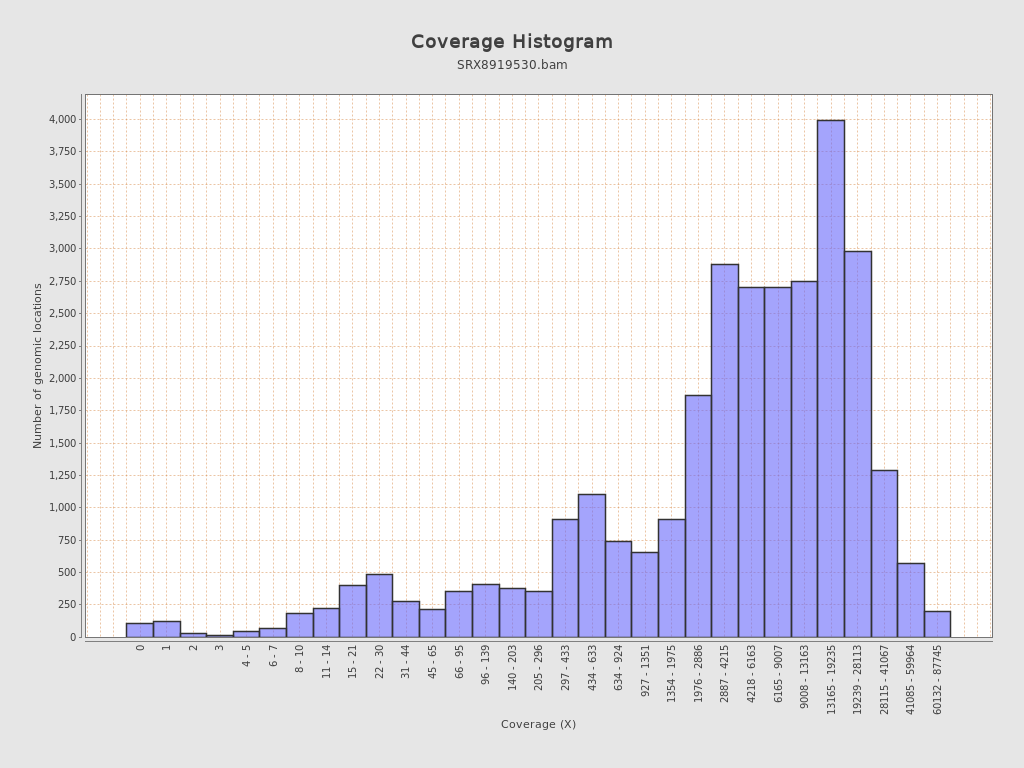 Coverage Histogram
SRX8919530.bam
Number of genomic locations
4,000
3,750
3,500
3,250
3,000
2,750
2,500
2,250
2,000
1,750
1,500
1,250
1,000
750
500
250
0
0
1
2
3
4 - 5
6 - 7
8 - 10
11 - 14
15 - 21
22 - 30
31 - 44
45 - 65
66 - 95
96 - 139
140 - 203
205 - 296
297 - 433
434 - 633
634 - 924
927 - 1351
1354 - 1975
1976 - 2886
2887 - 4215
4218 - 6163
6165 - 9007
9008 - 13163
13165 - 19235
19239 - 28113
28115 - 41067
41085 - 59964
60132 - 87745
Coverage (X)